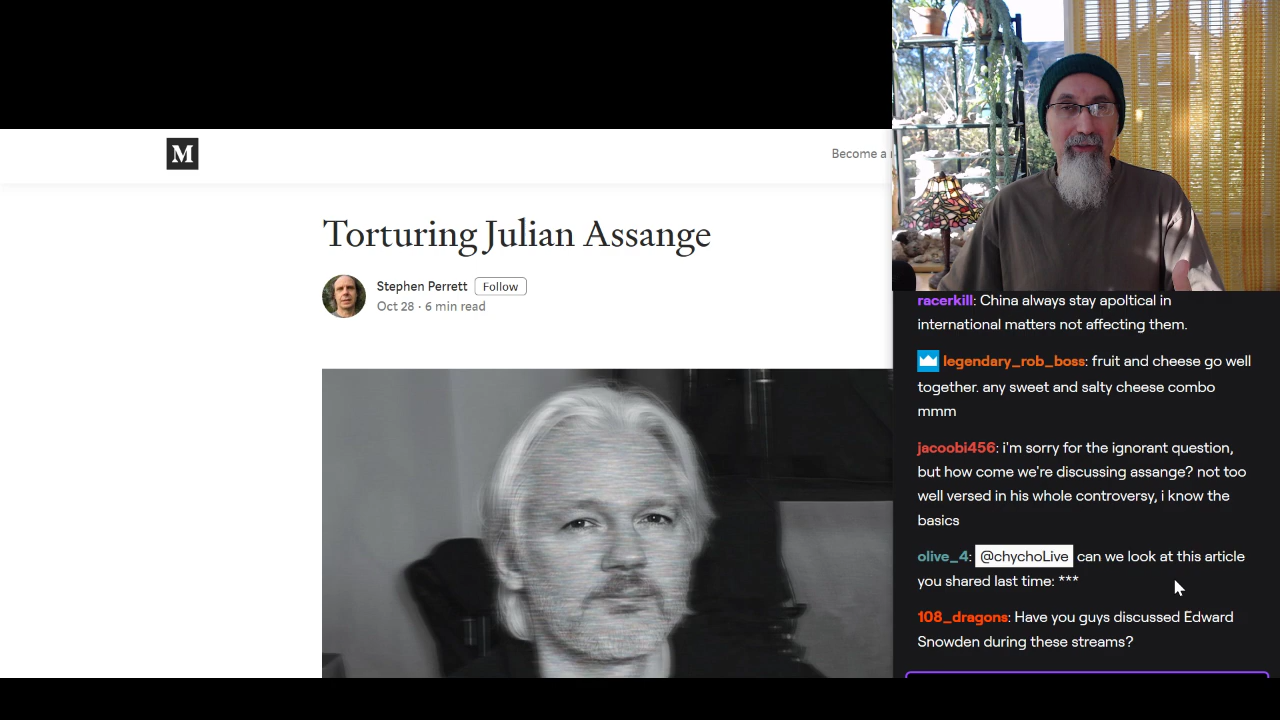 M
Become a
Torturing Julian Assange
Stephen Perrett Follow
Oct 28 · 6 min read
racerkill: China always stay apoltical in
international matters not affecting them.
legendary_rob_boss: fruit and cheese go well
together. any sweet and salty cheese combo
mmm
jacoobi456: i'm sorry for the ignorant question,
but how come we're discussing assange? not too
well versed in his whole controversy, i know the
basics
olive_4: @chychoLive can we look at this article
you shared last time: ***
108_dragons: Have you guys discussed Edward
Snowden during these streams?